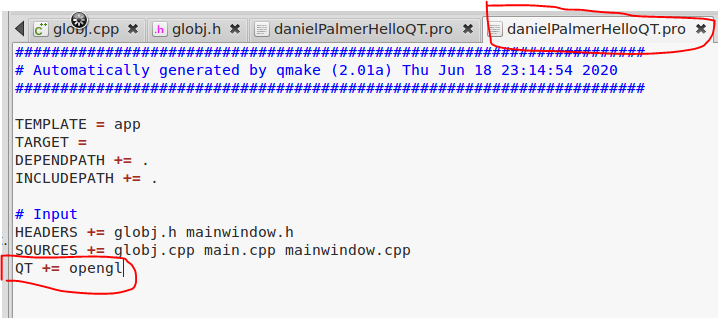 globj.cpp globj.h danielPalmerHelloQT.pro danielPalmerHelloQT.pro
######################################################################
# Automatically generated by qmake (2.01a) Thu Jun 18 23:14:54 2020
######################################################################
TEMPLATE = app
TARGET =
DEPENDPATH += .
INCLUDEPATH += .
# Input
HEADERS += globj.h mainwindow.h
SOURCES += globj.cpp main.cpp mainwindow.cpp
QT += opengl